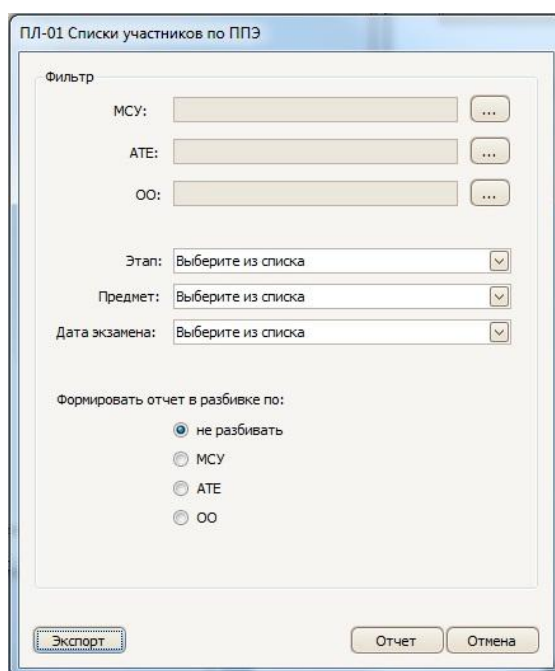 ПЛ-01 Списки участников по ППЭ
Фильтр
МСУ: ...
АТЕ: ...
ОО: ...
Этап: Выберите из списка
Предмет: Выберите из списка
Дата экзамена: Выберите из списка
Формировать отчет в разбивке по:
не разбивать
МСУ
АТЕ
ОО
Экспорт Отчет Отмена